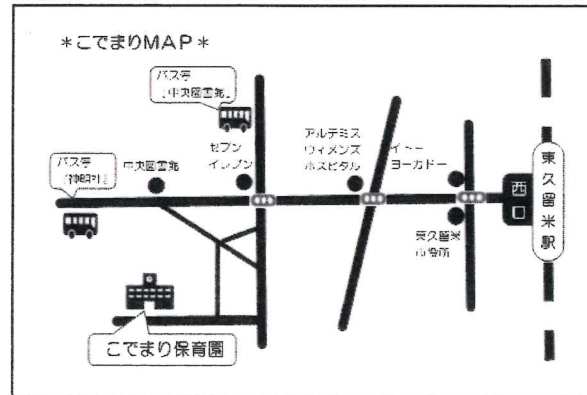 *こでまりMAP*
バス停
「中央図書館」
セブン
イレブン
アルテミス
ウィメンズ
ホスピタル
イトー
ヨーカドー
バス停
「神明社」
中央図書館
西口
東久留米駅
東久留米
市役所
こでまり保育園